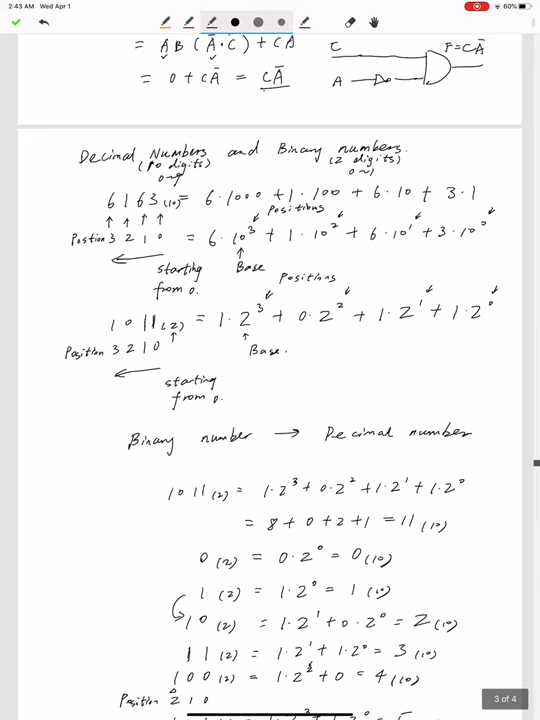 2:43 AM Wed Apr 1
60%
= AB(Ā·C̄) + CA
= 0 + CĀ = CĀ
C
F=CĀ
A
Decimal Numbers and Binary numbers.
(10 digits) (2 digits)
0~9 0~1
6163(10) = 6·1000 + 1·100 + 6·10 + 3·1
Positions
Postion 3 2 1 0 = 6·10³ + 1·10² + 6·10¹ + 3·10⁰
starting from 0.
Base
Positions
1011(2) = 1·2³ + 0·2² + 1·2¹ + 1·2⁰
Position 3 2 1 0
Base.
starting
from 0.
Binary number → Decimal number
1011(2) = 1·2³ + 0·2² + 1·2¹ + 1·2⁰
= 8 + 0 + 2 + 1 = 11(10)
0(2) = 0·2⁰ = 0(10)
1(2) = 1·2⁰ = 1(10)
10(2) = 1·2¹ + 0·2⁰ = 2(10)
11(2) = 1·2¹ + 1·2⁰ = 3(10)
100(2) = 1·2² + 0 = 4(10)
Position 2 1 0
3 of 4